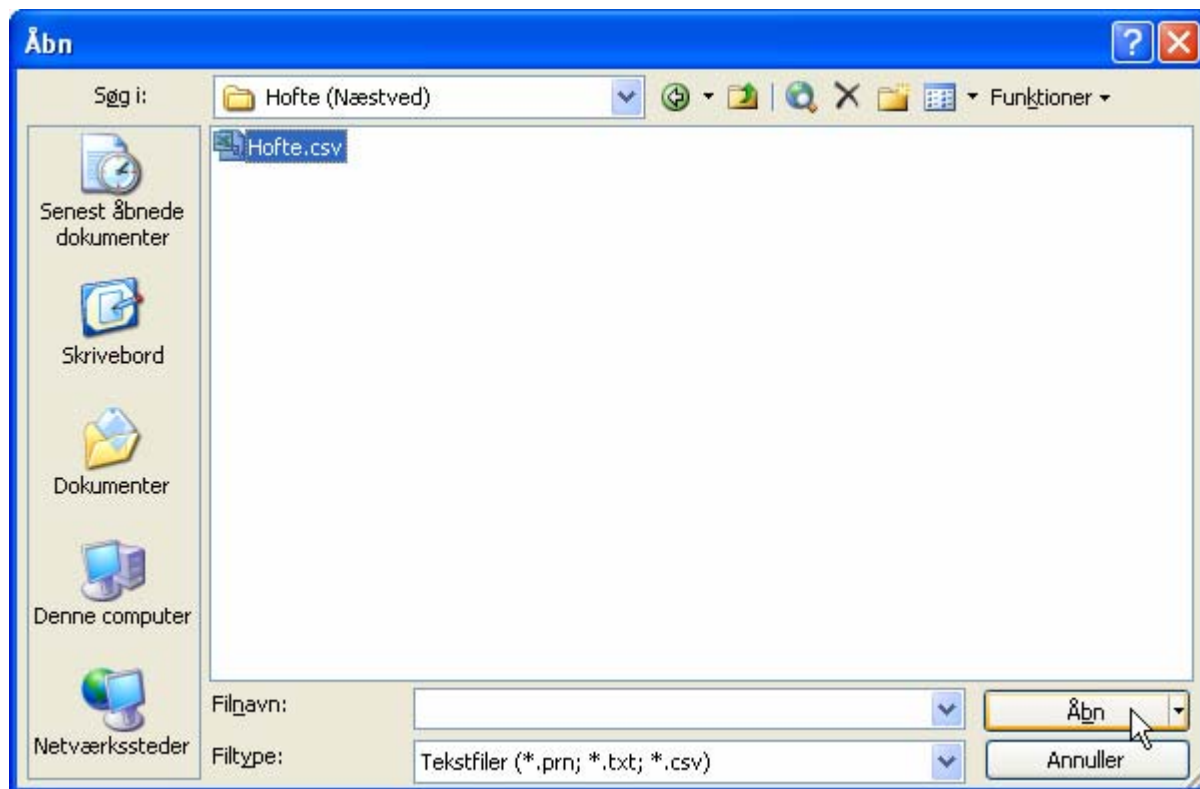 Åbn
Søg i:
Hofte (Næstved)
Funktioner
Hofte.csv
Senest åbnede
dokumenter
Skrivebord
Dokumenter
Denne computer
Netværkssteder
Filnavn:
Åbn
Filtype:
Tekstfiler (*.prn; *.txt; *.csv)
Annuller